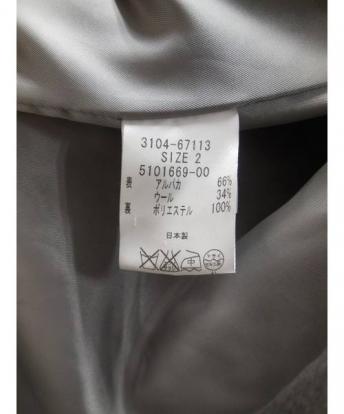 3104-67113
SIZE 2
5101669-00
表 アルパカ 66%
ウール 34%
裏 ポリエステル 100%
日本製
中